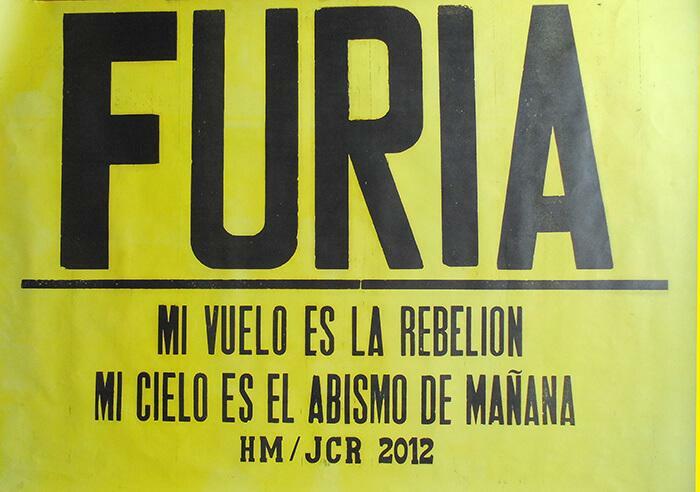 FURIA
MI VUELO ES LA REBELION
MI CIELO ES EL ABISMO DE MAÑANA
HM/JCR 2012